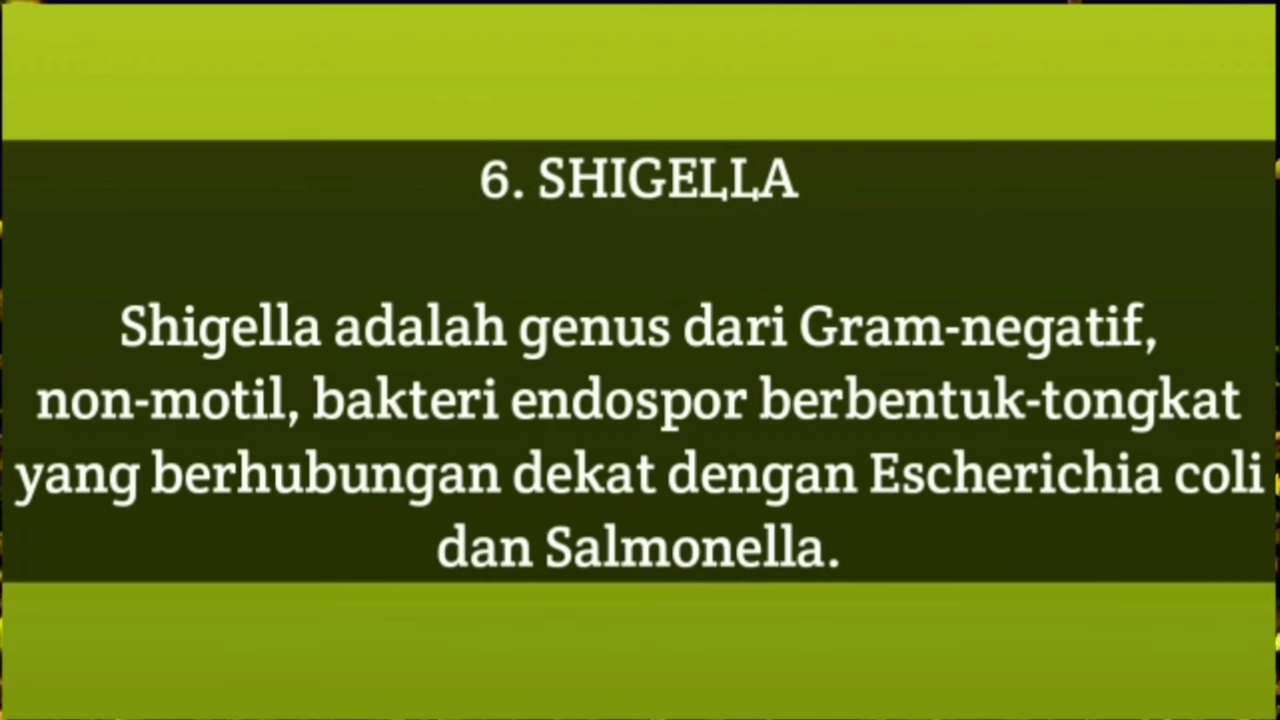 6. SHIGELLA
Shigella adalah genus dari Gram-negatif,
non-motil, bakteri endospor berbentuk-tongkat
yang berhubungan dekat dengan Escherichia coli
dan Salmonella.